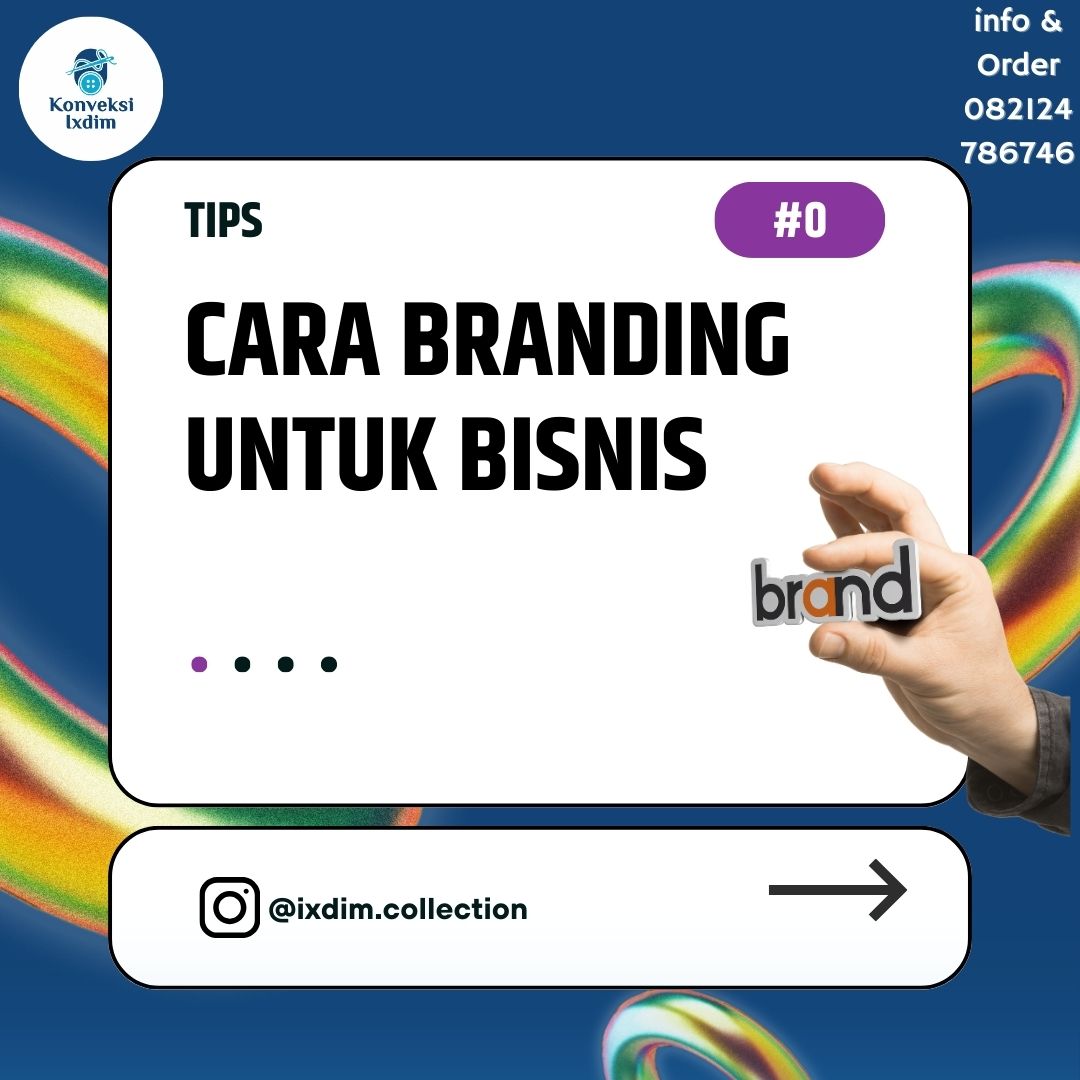 Konveksi
Ixdim
info &
Order
082124
786746
TIPS
#0
CARA BRANDING
UNTUK BISNIS
brand
@ixdim.collection